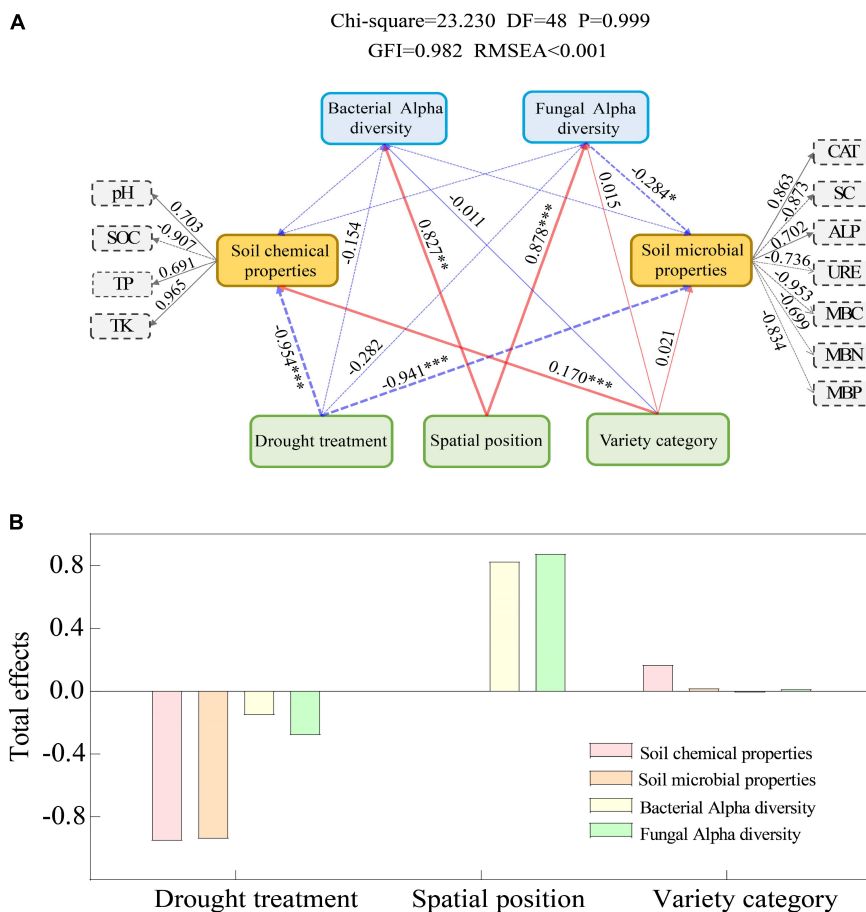 A
Chi-square=23.230 DF=48 P=0.999
GFI=0.982 RMSEA<0.001
Bacterial Alpha
diversity
Fungal Alpha
diversity
pH
SOC
TP
TK
0.703
-0.907
0.691
0.965
Soil chemical
properties
Soil microbial
properties
CAT
SC
ALP
URE
MBC
MBN
MBP
0.863
-0.873
0.702
-0.736
-0.953
-0.699
-0.834
-0.154
0.827**
-0.011
0.878***
0.015
-0.284*
-0.954***
-0.282
-0.941***
0.170***
0.021
Drought treatment
Spatial position
Variety category
B
Total effects
0.8
0.4
0.0
-0.4
-0.8
Soil chemical properties
Soil microbial properties
Bacterial Alpha diversity
Fungal Alpha diversity
Drought treatment
Spatial position
Variety category